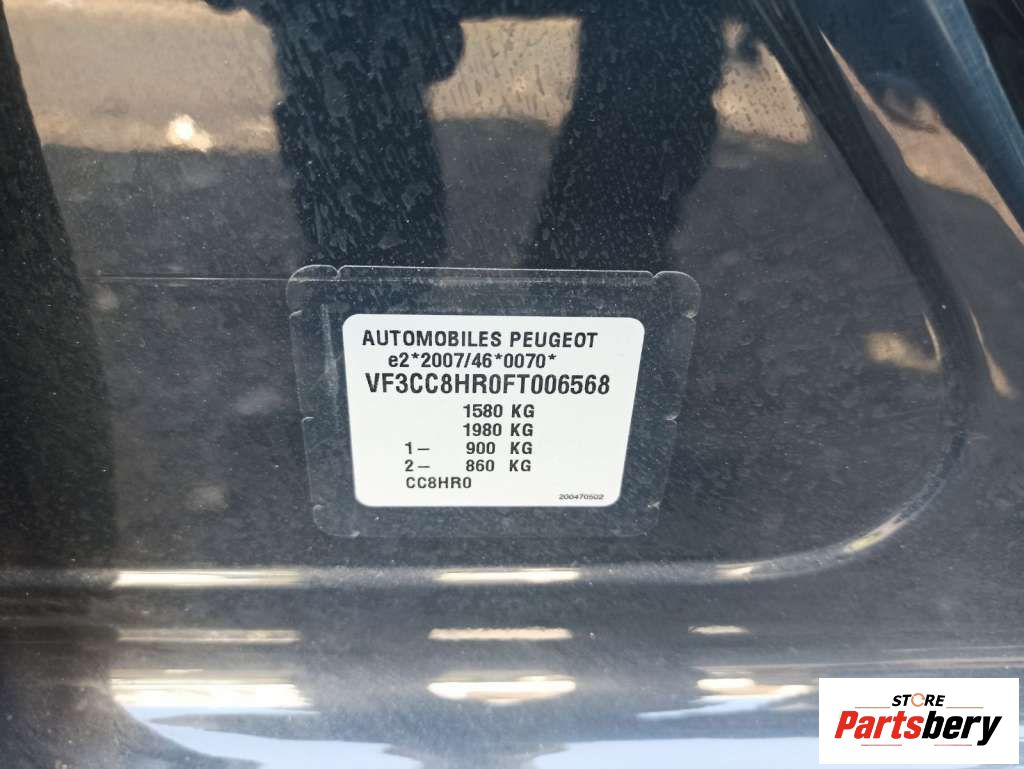 AUTOMOBILES PEUGEOT
e2*2007/46*0070*
VF3CC8HR0FT006568
1580 KG
1980 KG
1– 900 KG
2– 860 KG
CC8HR0
200470502
STORE
Partsbery